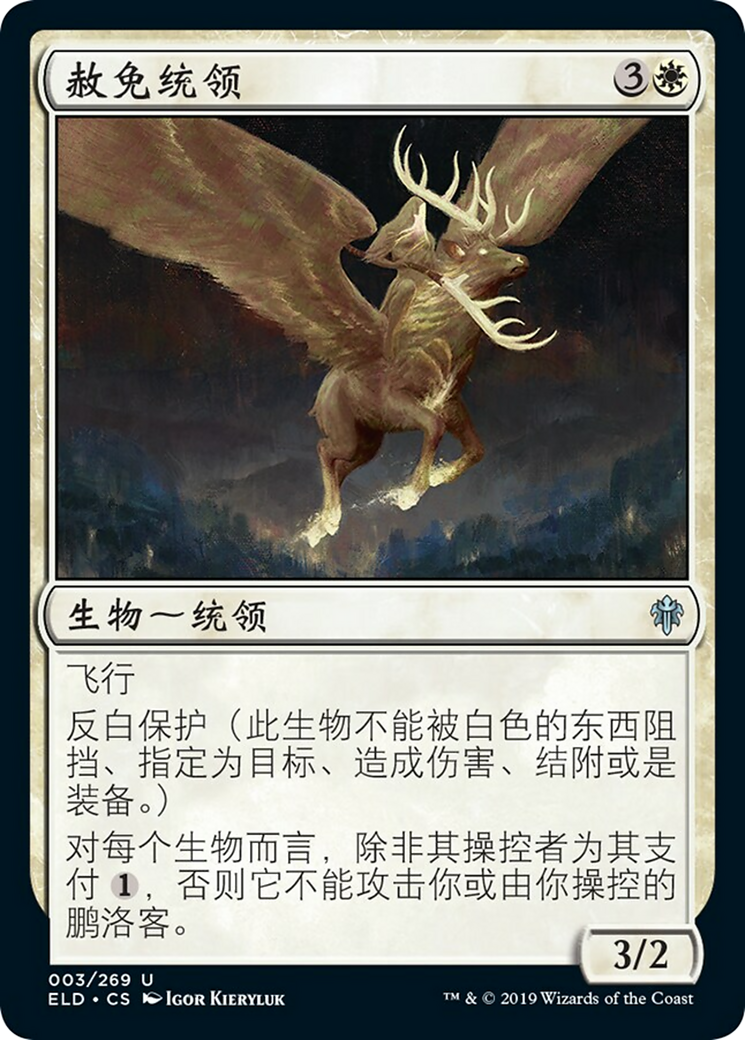 赦免统领 3
生物～统领
飞行
反白保护（此生物不能被白色的东西阻
挡、指定为目标、造成伤害、结附或是
装备。）
对每个生物而言，除非其操控者为其支
付 1，否则它不能攻击你或由你操控的
鹏洛客。
3/2
003/269 U
ELD • CS Igor Kieryluk
™ & © 2019 Wizards of the Coast